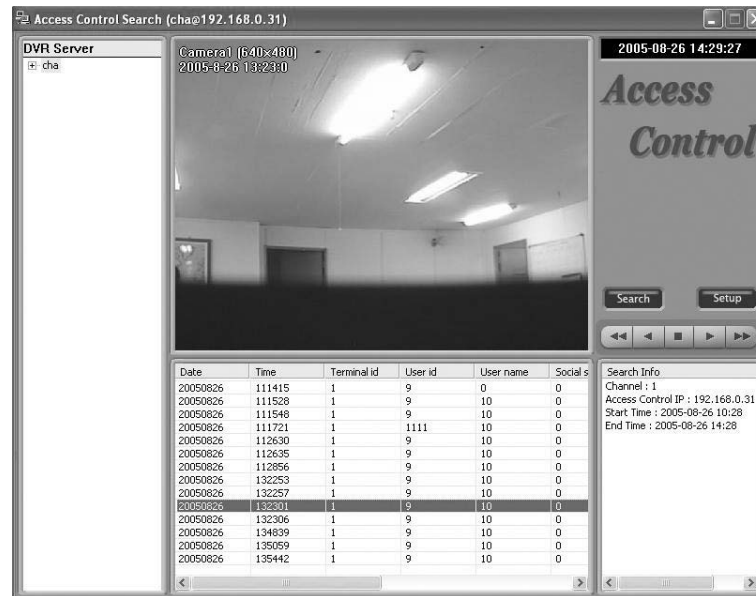 Access Control Search (cha@192.168.0.31)
DVR Server
cha
Camera1 (640x480)
2005-8-26 13:23:0
2005-08-26 14:29:27
Access
Control
Search Setup
Date Time Terminal id User id User name Social s
20050826 111415 1 9 0 0
20050826 111528 1 9 10 0
20050826 111548 1 9 10 0
20050826 111721 1 1111 10 0
20050826 112630 1 9 10 0
20050826 112635 1 9 10 0
20050826 112856 1 9 10 0
20050826 132253 1 9 10 0
20050826 132257 1 9 10 0
20050826 132301 1 9 10 0
20050826 132306 1 9 10 0
20050826 134839 1 9 10 0
20050826 135059 1 9 10 0
20050826 135442 1 9 10 0
Search Info
Channel : 1
Access Control IP : 192.168.0.31
Start Time : 2005-08-26 10:28
End Time : 2005-08-26 14:28